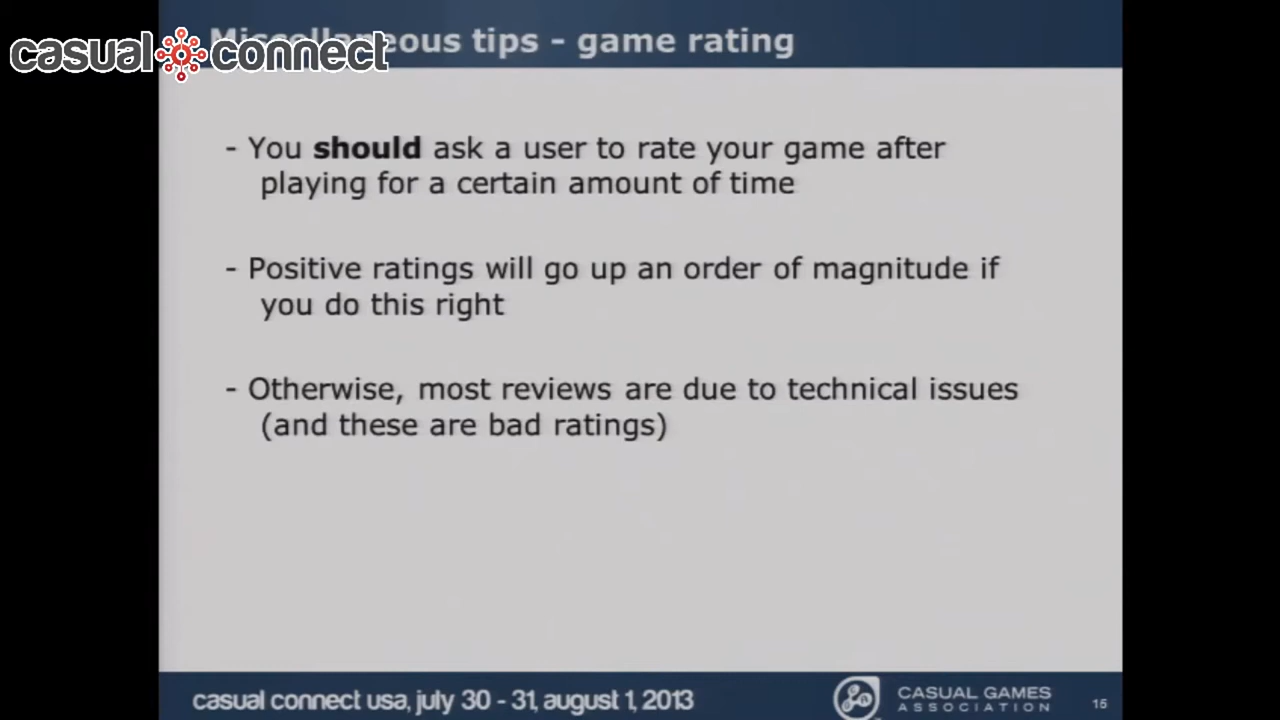 Miscellaneous tips - game rating
casual connect
- You should ask a user to rate your game after
playing for a certain amount of time
- Positive ratings will go up an order of magnitude if
you do this right
- Otherwise, most reviews are due to technical issues
(and these are bad ratings)
casual connect usa, july 30 - 31, august 1, 2013
CASUAL GAMES
ASSOCIATION
15